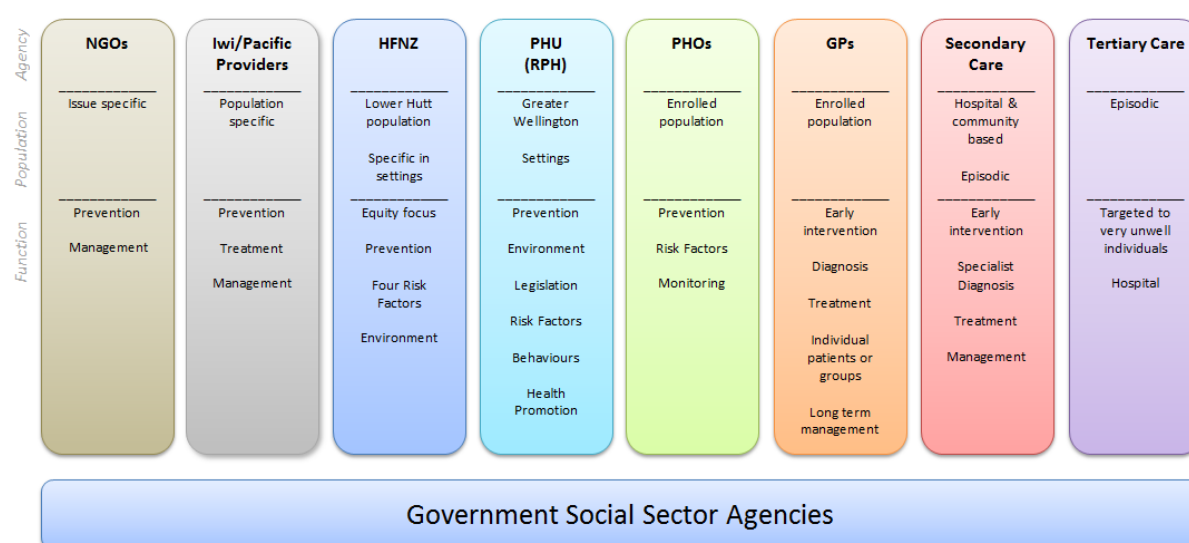 Agency
Population
Function
NGOs
Issue specific
Prevention
Management
Iwi/Pacific
Providers
Population
specific
Prevention
Treatment
Management
HFNZ
Lower Hutt
population
Specific in
settings
Equity focus
Prevention
Four Risk
Factors
Environment
PHU
(RPH)
Greater
Wellington
Settings
Prevention
Environment
Legislation
Risk Factors
Behaviours
Health
Promotion
PHOs
Enrolled
population
Prevention
Risk Factors
Monitoring
GPs
Enrolled
population
Early
intervention
Diagnosis
Treatment
Individual
patients or
groups
Long term
management
Secondary
Care
Hospital &
community
based
Episodic
Early
intervention
Specialist
Diagnosis
Treatment
Management
Tertiary Care
Episodic
Targeted to
very unwell
individuals
Hospital
Government Social Sector Agencies